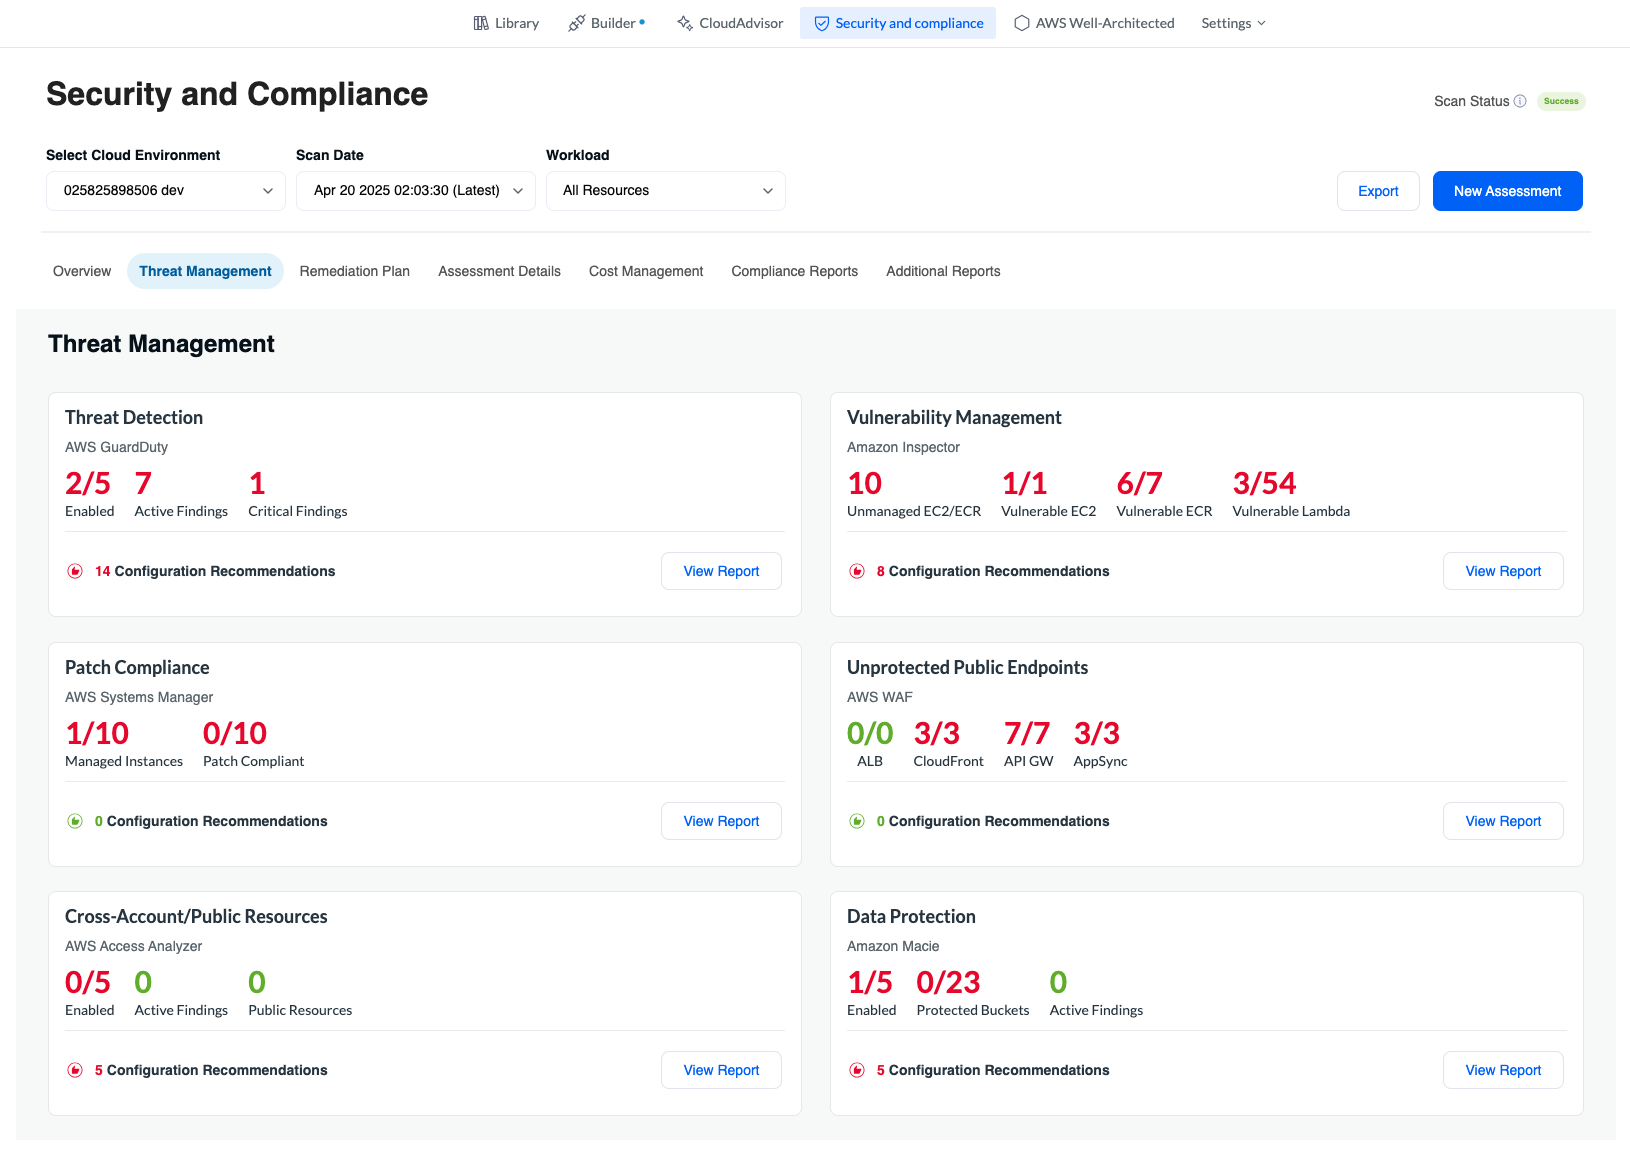 Library Builder CloudAdvisor Security and compliance AWS Well-Architected Settings
Security and Compliance
Scan Status Success
Select Cloud Environment Scan Date Workload
025825898506 dev Apr 20 2025 02:03:30 (Latest) All Resources Export New Assessment
Overview Threat Management Remediation Plan Assessment Details Cost Management Compliance Reports Additional Reports
Threat Management
Threat Detection
AWS GuardDuty
2/5 7 1
Enabled Active Findings Critical Findings
14 Configuration Recommendations View Report
Vulnerability Management
Amazon Inspector
10 1/1 6/7 3/54
Unmanaged EC2/ECR Vulnerable EC2 Vulnerable ECR Vulnerable Lambda
8 Configuration Recommendations View Report
Patch Compliance
AWS Systems Manager
1/10 0/10
Managed Instances Patch Compliant
0 Configuration Recommendations View Report
Unprotected Public Endpoints
AWS WAF
0/0 3/3 7/7 3/3
ALB CloudFront API GW AppSync
0 Configuration Recommendations View Report
Cross-Account/Public Resources
AWS Access Analyzer
0/5 0 0
Enabled Active Findings Public Resources
5 Configuration Recommendations View Report
Data Protection
Amazon Macie
1/5 0/23 0
Enabled Protected Buckets Active Findings
5 Configuration Recommendations View Report